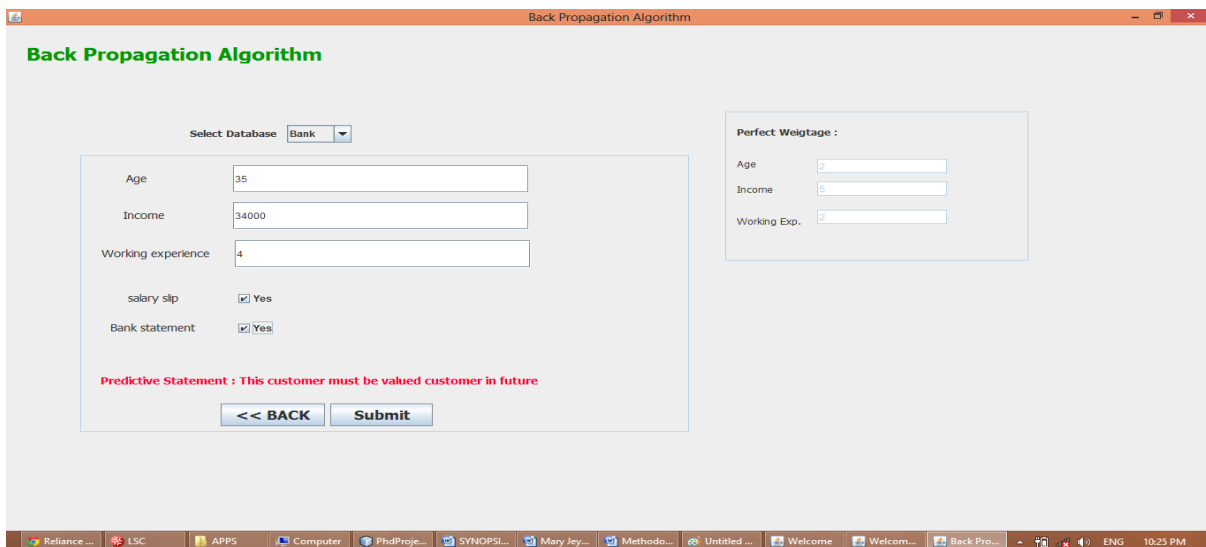 Back Propagation Algorithm
Back Propagation Algorithm
Select Database Bank
Perfect Weigtage :
Age 35
Age 2
Income 5
Income 34000
Working Exp. 2
Working experience 4
salary slip Yes
Bank statement Yes
Predictive Statement : This customer must be valued customer in future
<< BACK Submit
Reliance ... LSC APPS Computer PhdProje... SYNOPSI... Mary Jey... Methodo... Untitled ... Welcome Welcom... Back Pro... ENG 10:25 PM